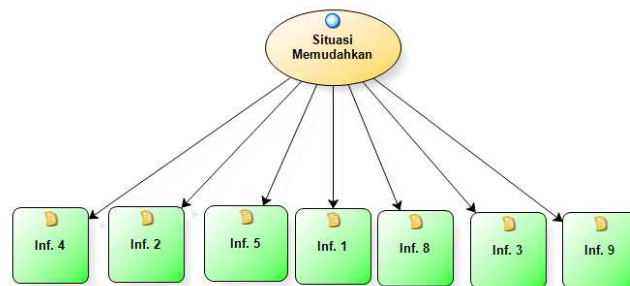 Situasi
Memudahkan
Inf. 4
Inf. 2
Inf. 5
Inf. 1
Inf. 8
Inf. 3
Inf. 9